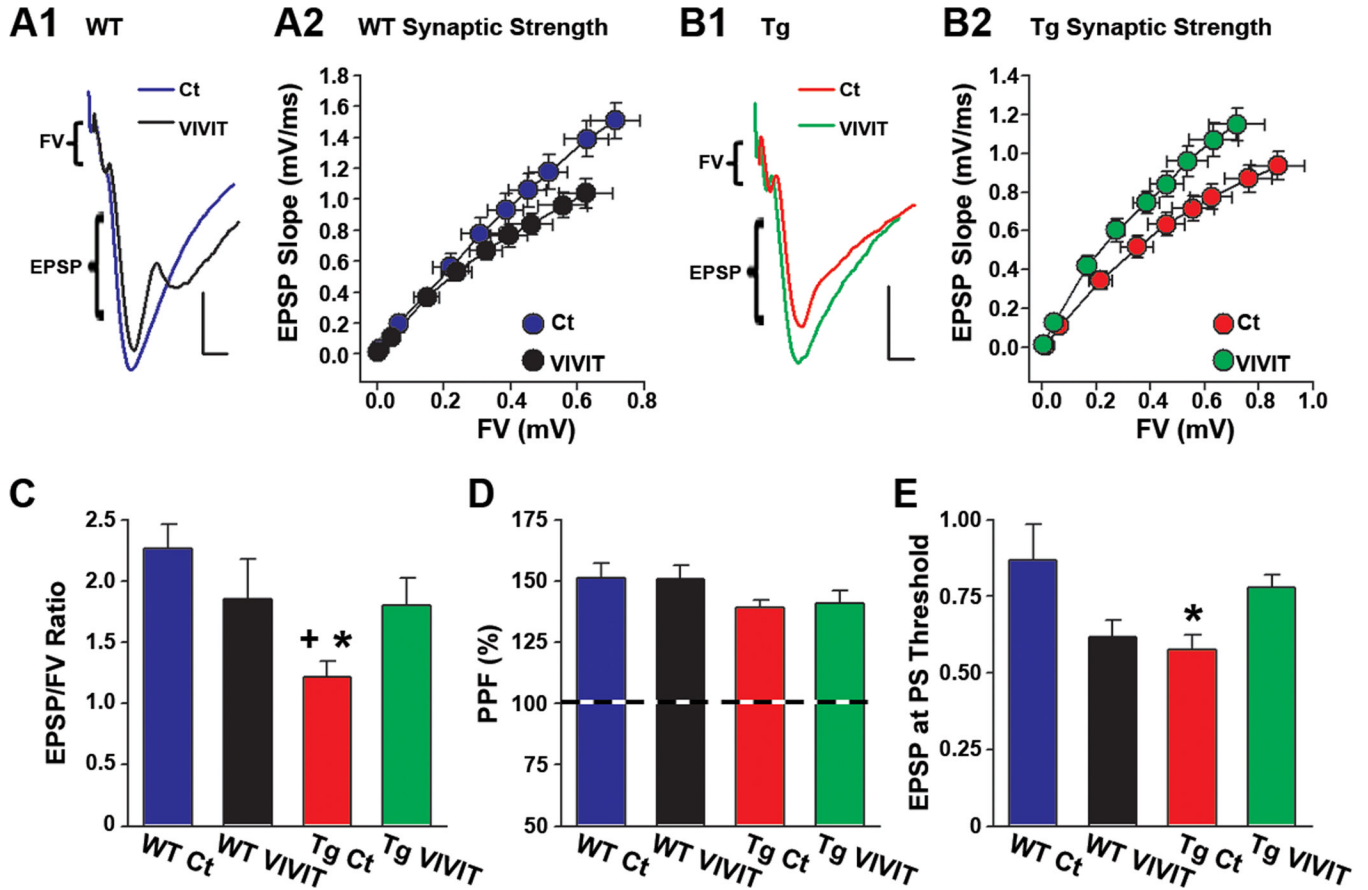 A1 WT
Ct
VIVIT
FV
EPSP
A2 WT Synaptic Strength
EPSP Slope (mV/ms)
1.8
1.6
1.4
1.2
1.0
0.8
0.6
0.4
0.2
0.0
Ct
VIVIT
0.0 0.2 0.4 0.6 0.8
FV (mV)
B1 Tg
Ct
VIVIT
FV
EPSP
B2 Tg Synaptic Strength
EPSP Slope (mV/ms)
1.4
1.2
1.0
0.8
0.6
0.4
0.2
0.0
Ct
VIVIT
0.0 0.2 0.4 0.6 0.8 1.0
FV (mV)
C
EPSP/FV Ratio
2.5
2.0
1.5
1.0
0.5
0
+ *
WT Ct WT VIVIT Tg Ct Tg VIVIT
D
PPF (%)
175
150
125
100
75
50
WT Ct WT VIVIT Tg Ct Tg VIVIT
E
EPSP at PS Threshold
1.00
0.75
0.50
0.25
0
*
WT Ct WT VIVIT Tg Ct Tg VIVIT